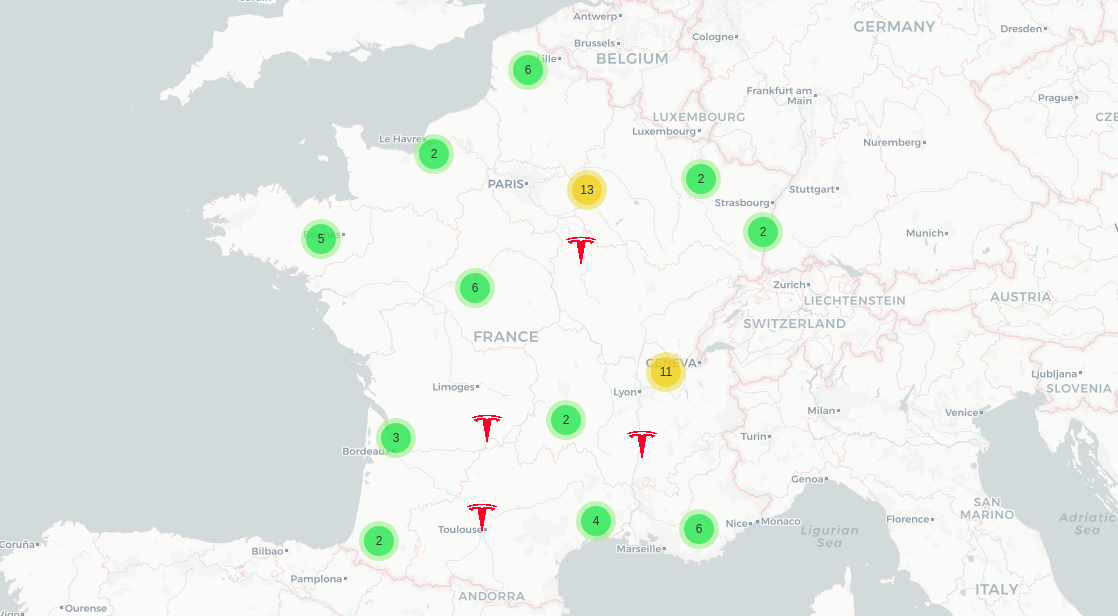 Antwerp
Cologne
GERMANY
Dresden
Brussels
BELGIUM
6
Lille
Frankfurt am
Main
Prague
LUXEMBOURG
Luxembourg
Le Havre
2
Nuremberg
PARIS
13
2
Stuttgart
Strasbourg
5
2
Munich
6
Zurich
LIECHTENSTEIN
AUSTRIA
SWITZERLAND
FRANCE
GENEVA
11
Ljubljana
SLOVENIA
Limoges
Lyon
2
Milan
Venice
3
Bordeaux
Turin
Genoa
SAN
MARINO
Toulouse
4
6
Nice
Monaco
Florence
Ligurian
Sea
Adriatic
Sea
2
Marseille
Coruña
Bilbao
Pamplona
ANDORRA
ITALY
Ourense